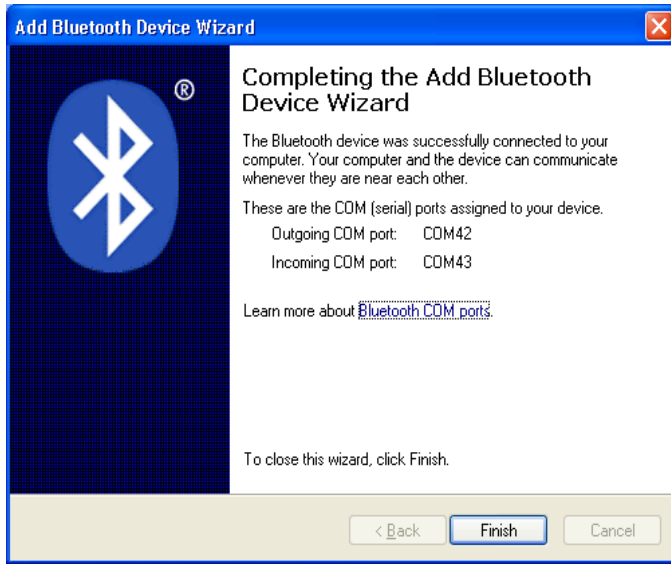 Add Bluetooth Device Wizard
®
Completing the Add Bluetooth
Device Wizard
The Bluetooth device was successfully connected to your
computer. Your computer and the device can communicate
whenever they are near each other.
These are the COM (serial) ports assigned to your device.
Outgoing COM port: COM42
Incoming COM port: COM43
Learn more about Bluetooth COM ports.
To close this wizard, click Finish.
< Back Finish Cancel